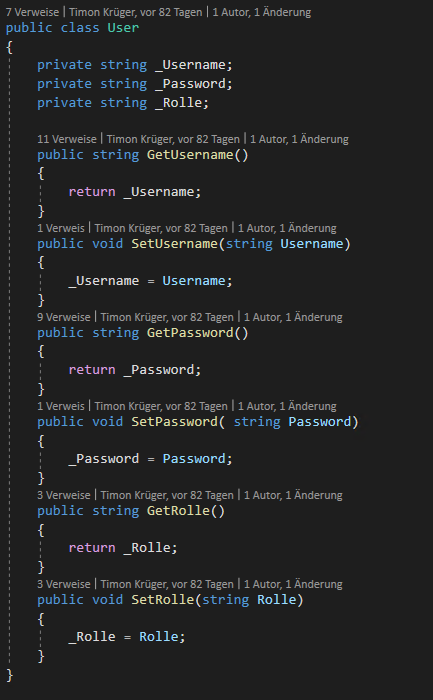 7 Verweise | Timon Krüger, vor 82 Tagen | 1 Autor, 1 Änderung
public class User
{
    private string _Username;
    private string _Password;
    private string _Rolle;
    11 Verweise | Timon Krüger, vor 82 Tagen | 1 Autor, 1 Änderung
    public string GetUsername()
    {
        return _Username;
    }
    1 Verweis | Timon Krüger, vor 82 Tagen | 1 Autor, 1 Änderung
    public void SetUsername(string Username)
    {
        _Username = Username;
    }
    9 Verweise | Timon Krüger, vor 82 Tagen | 1 Autor, 1 Änderung
    public string GetPassword()
    {
        return _Password;
    }
    1 Verweis | Timon Krüger, vor 82 Tagen | 1 Autor, 1 Änderung
    public void SetPassword( string Password)
    {
        _Password = Password;
    }
    3 Verweise | Timon Krüger, vor 82 Tagen | 1 Autor, 1 Änderung
    public string GetRolle()
    {
        return _Rolle;
    }
    3 Verweise | Timon Krüger, vor 82 Tagen | 1 Autor, 1 Änderung
    public void SetRolle(string Rolle)
    {
        _Rolle = Rolle;
    }
}